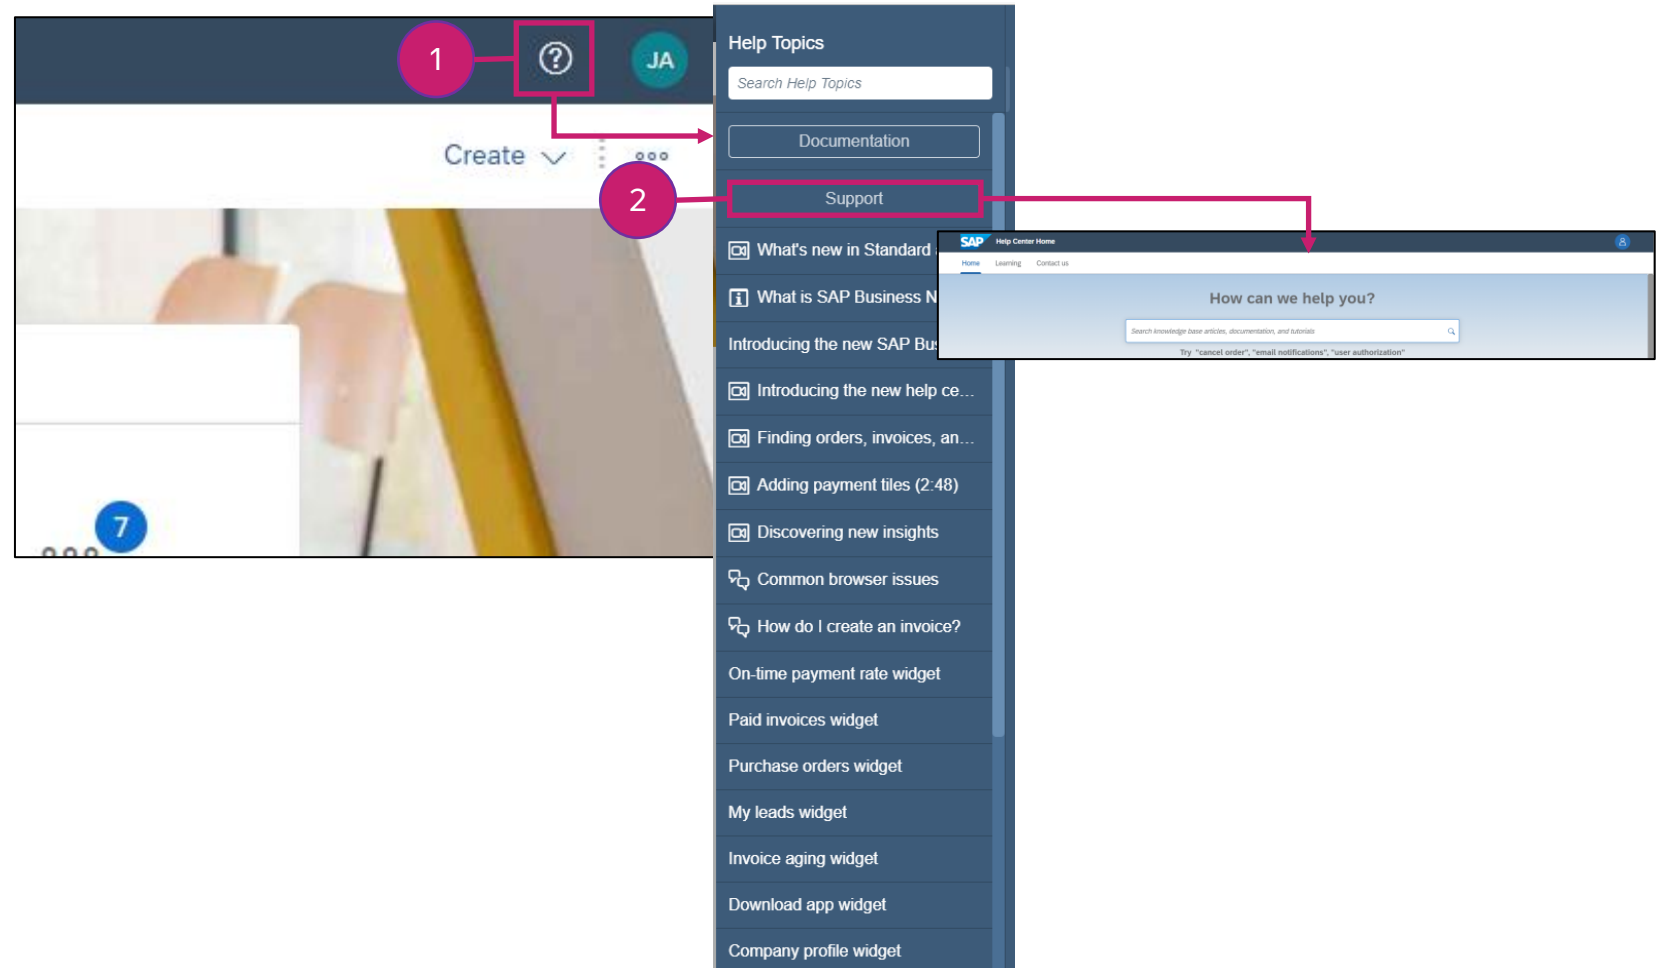 1
?
JA
Create
7
Help Topics
Search Help Topics
Documentation
2
Support
What's new in Standard
What is SAP Business N
Introducing the new SAP Bus
Introducing the new help ce...
Finding orders, invoices, an...
Adding payment tiles (2:48)
Discovering new insights
Common browser issues
How do I create an invoice?
On-time payment rate widget
Paid invoices widget
Purchase orders widget
My leads widget
Invoice aging widget
Download app widget
Company profile widget
SAP Help Center Home
Home Learning Contact us
How can we help you?
Search knowledge base articles, documentation, and tutorials
Try "cancel order", "email notifications", "user authorization"